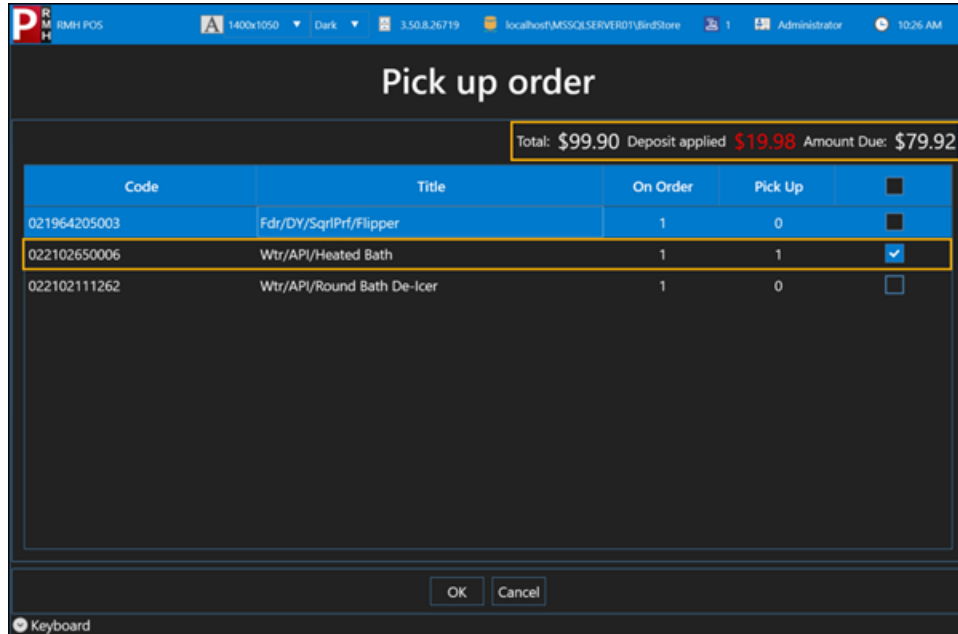 P RMH RMH POS A 1400x1050 Dark 3.50.8.26719 localhost\MSSQLSERVER01\BirdStore 1 Administrator 10:26 AM
Pick up order
Total: $99.90 Deposit applied $19.98 Amount Due: $79.92
Code Title On Order Pick Up
021964205003 Fdr/DY/SqrlPrf/Flipper 1 0
022102650006 Wtr/API/Heated Bath 1 1
022102111262 Wtr/API/Round Bath De-Icer 1 0
OK Cancel
Keyboard